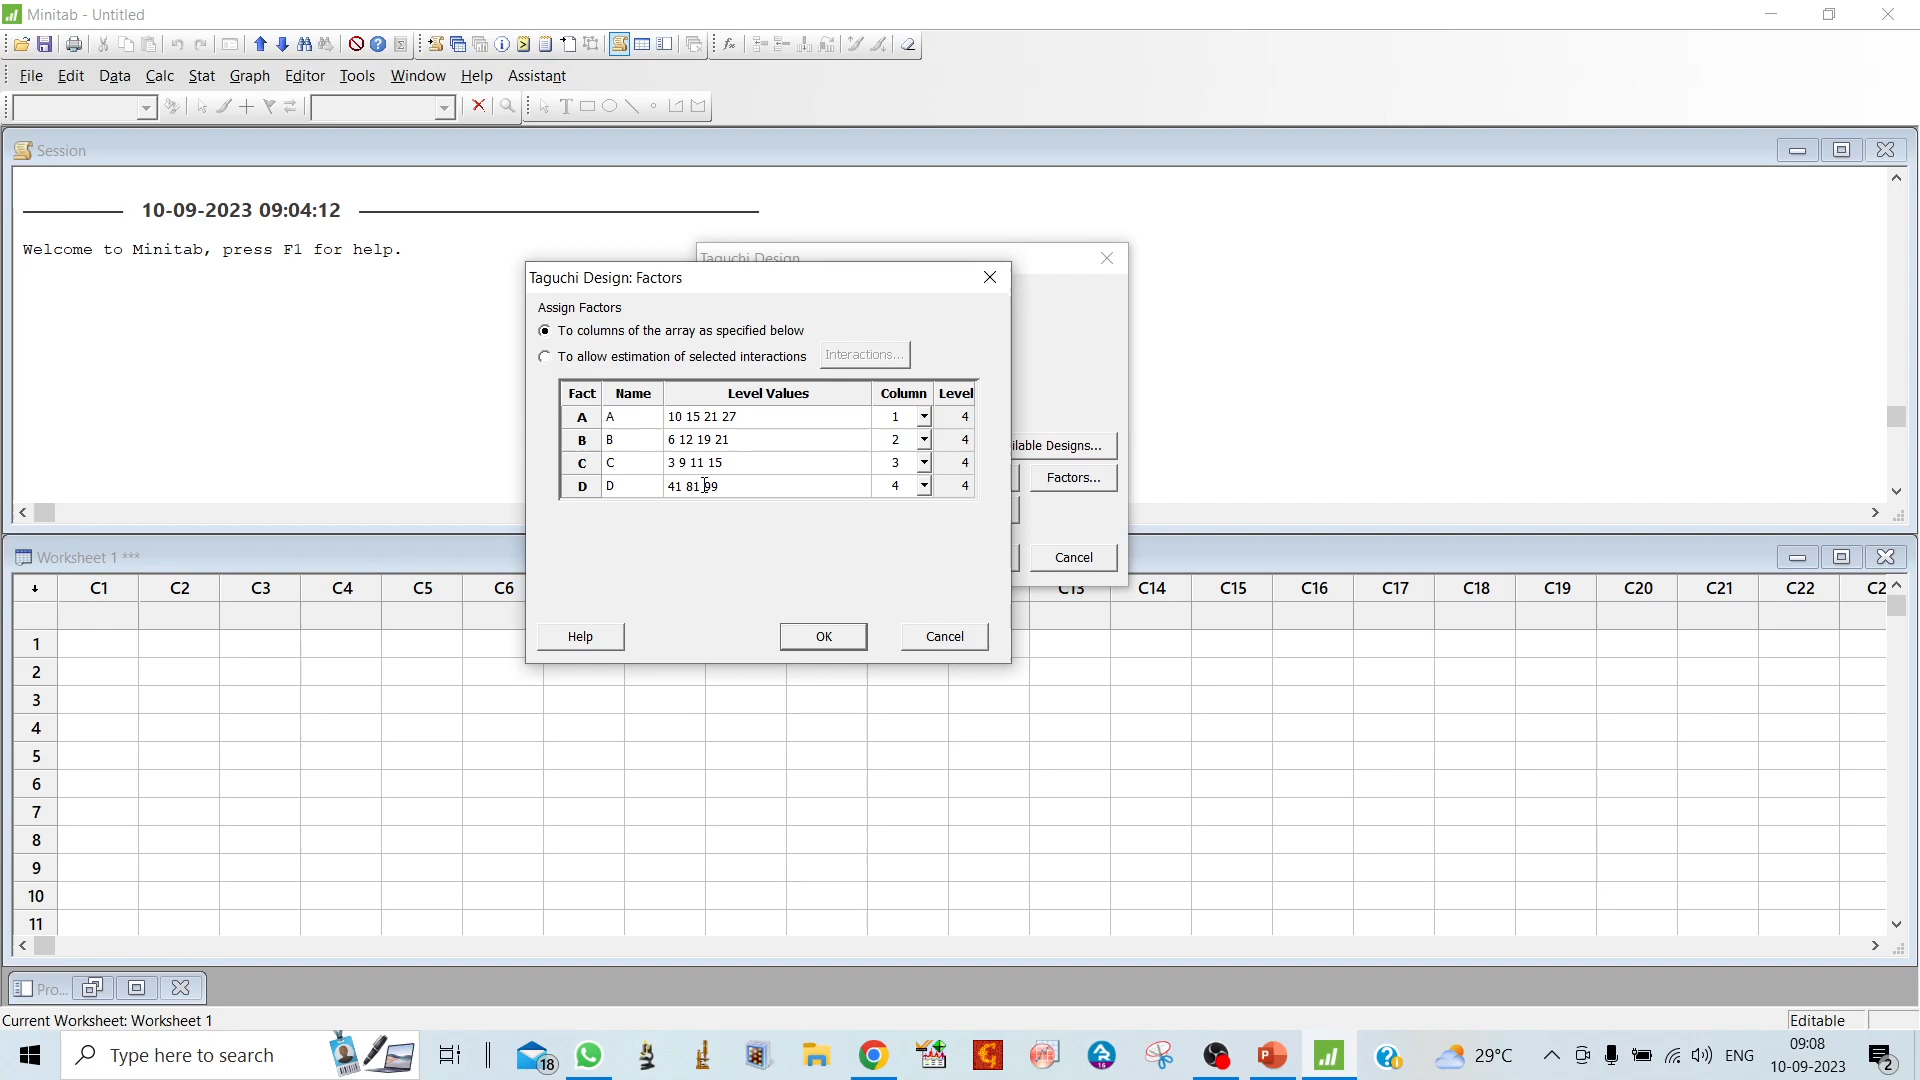 Minitab - Untitled
File Edit Data Calc Stat Graph Editor Tools Window Help Assistant
Session
10-09-2023 09:04:12
Welcome to Minitab, press F1 for help.
Taguchi Design
Taguchi Design: Factors
Assign Factors
To columns of the array as specified below
To allow estimation of selected interactions Interactions...
Fact Name Level Values Column Level
A A 10 15 21 27 1 4
B B 6 12 19 21 2 4
C C 3 9 11 15 3 4
D D 41 81 99 4 4
ilable Designs...
Factors...
Cancel
Help OK Cancel
Worksheet 1 ***
C1 C2 C3 C4 C5 C6 C13 C14 C15 C16 C17 C18 C19 C20 C21 C22 C2
1
2
3
4
5
6
7
8
9
10
11
Pro...
Current Worksheet: Worksheet 1
Editable
Type here to search
18
29°C
ENG
09:08
10-09-2023
2